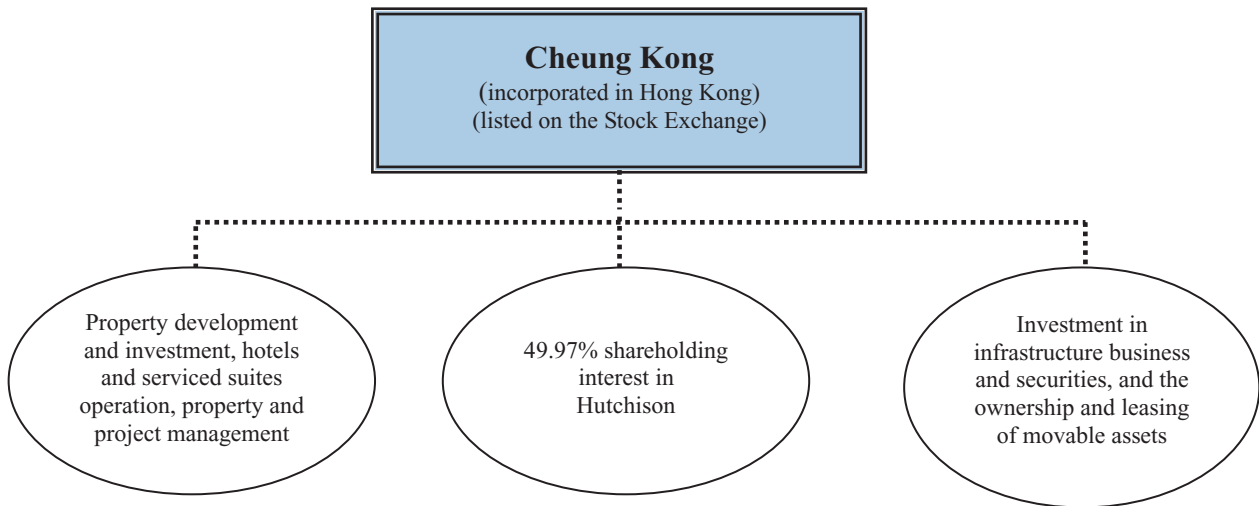 Cheung Kong
(incorporated in Hong Kong)
(listed on the Stock Exchange)
Property development
and investment, hotels
and serviced suites
operation, property and
project management
49.97% shareholding
interest in
Hutchison
Investment in
infrastructure business
and securities, and the
ownership and leasing
of movable assets